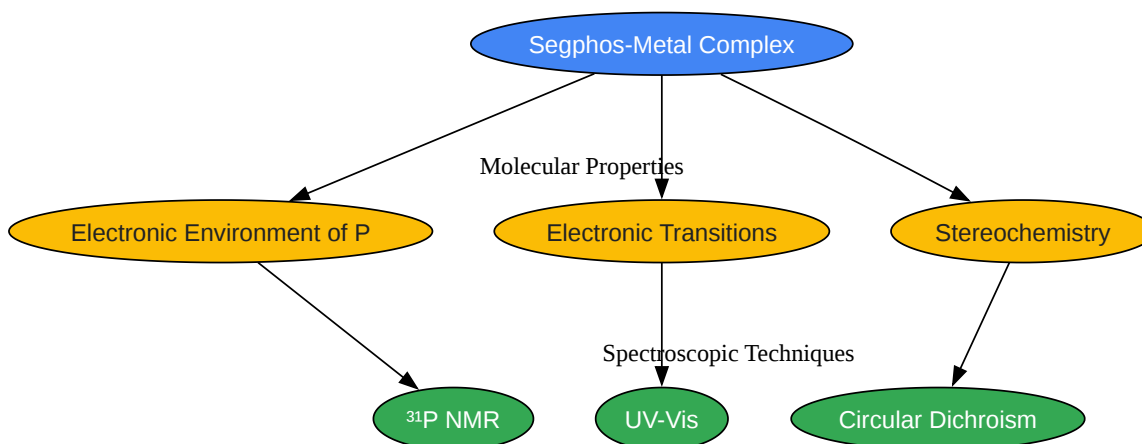 Segphos-Metal Complex
Molecular Properties
Electronic Environment of P
Electronic Transitions
Stereochemistry
Spectroscopic Techniques
³¹P NMR
UV-Vis
Circular Dichroism